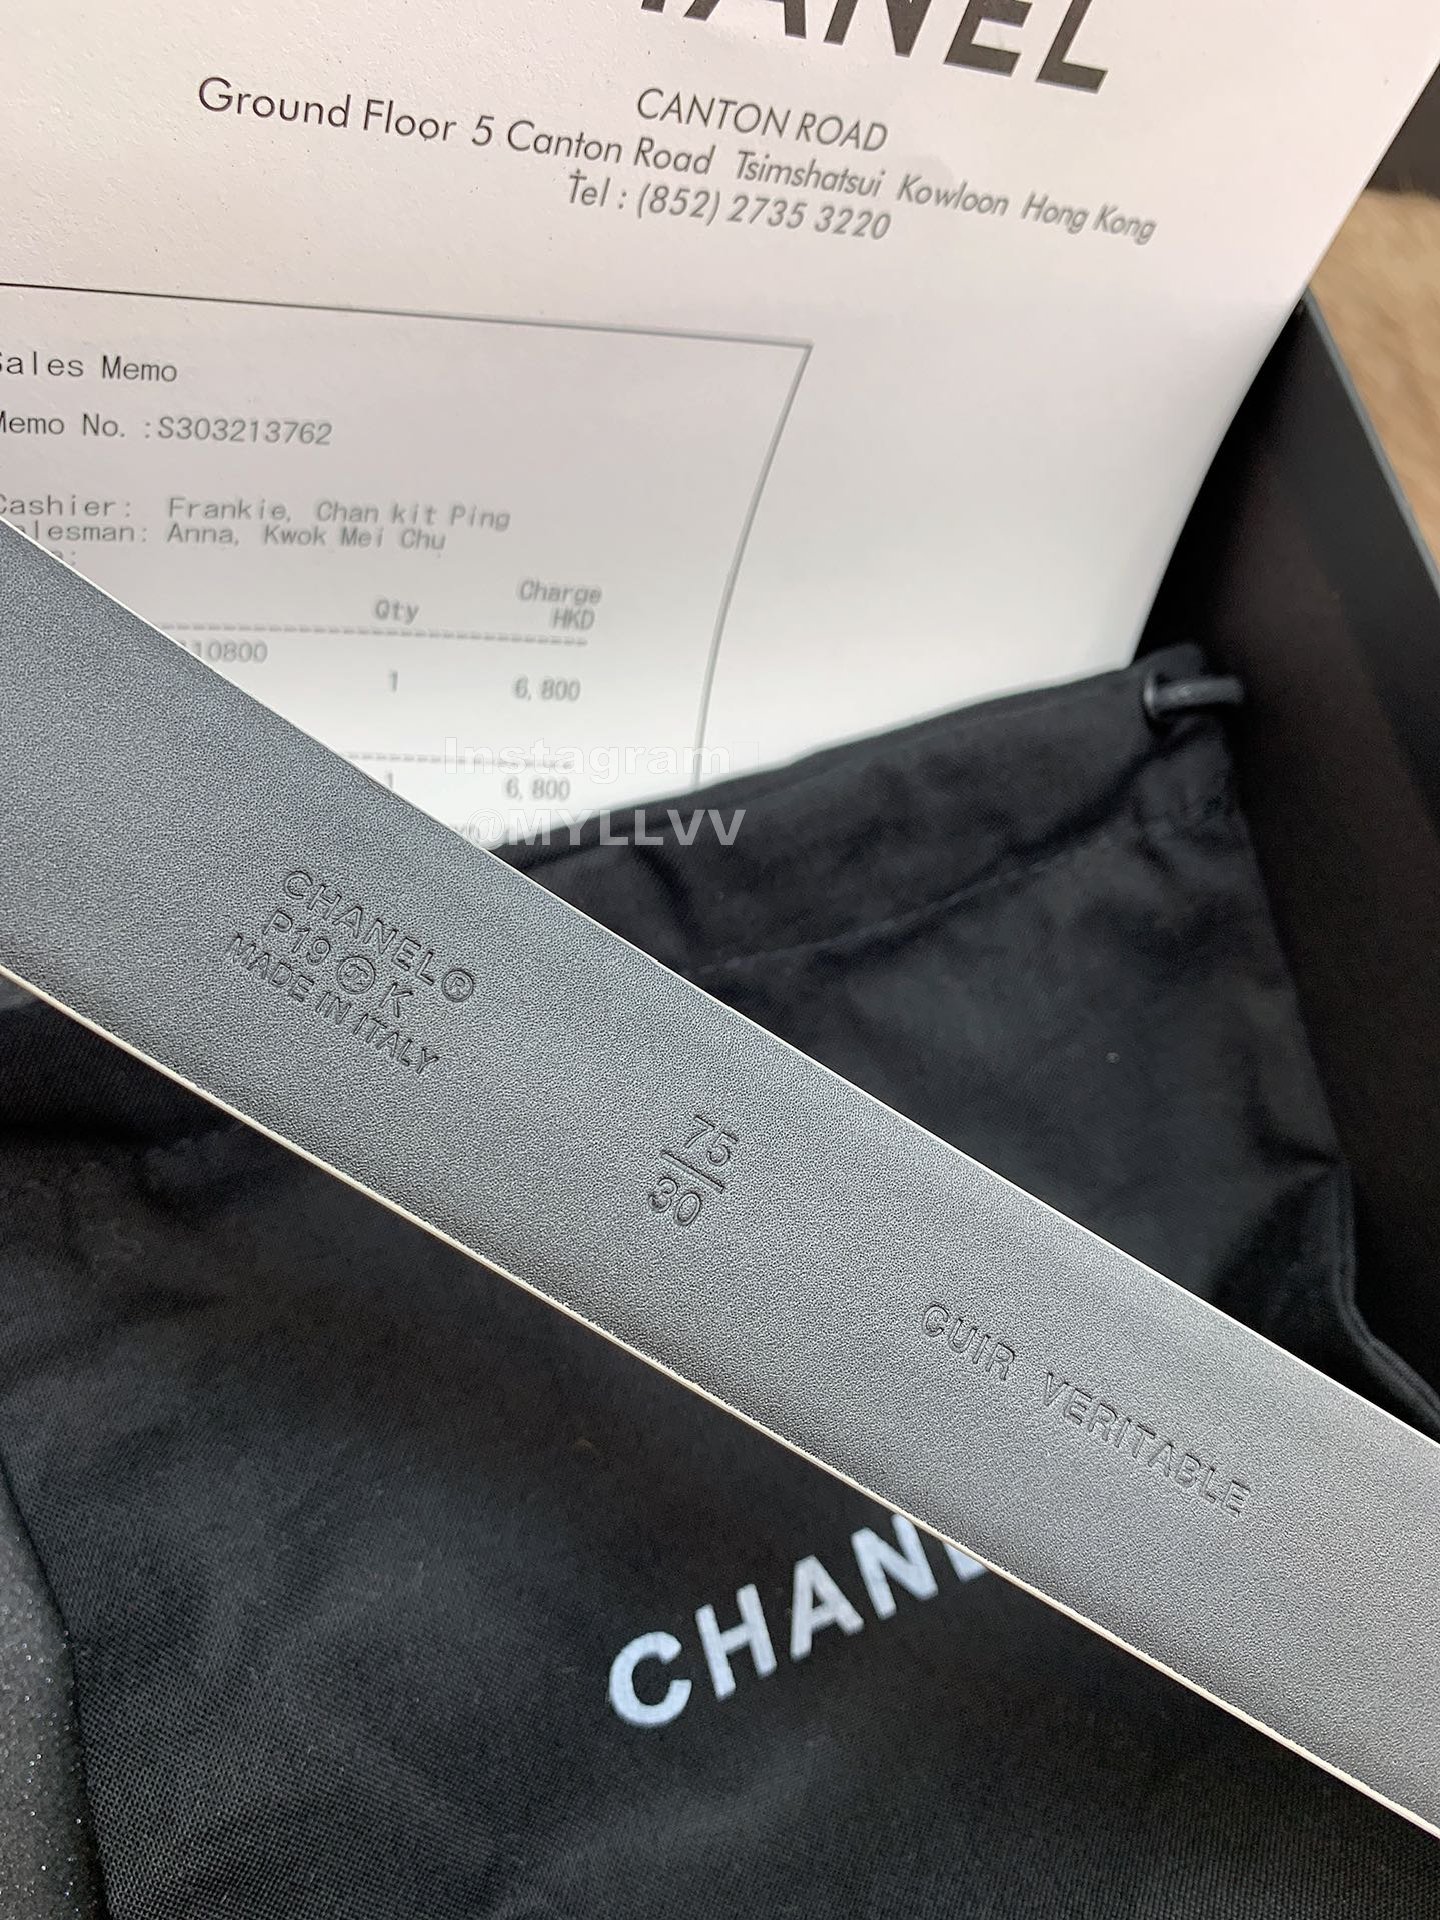 CANTON ROAD
Ground Floor 5 Canton Road Tsimshatsui Kowloon Hong Kong
Tel : (852) 2735 3220
Sales Memo
Memo No. :S303213762
Cashier: Frankie, Chan kit Ping
Salesman: Anna, Kwok Mei Chu
Qty
Charge
HKD
10800
1 6,800
1 6,800
Instagram
@MYLLVV
CHANEL®
P19 m K
MADE IN ITALY
75
30
CUIR VERITABLE
CHAN